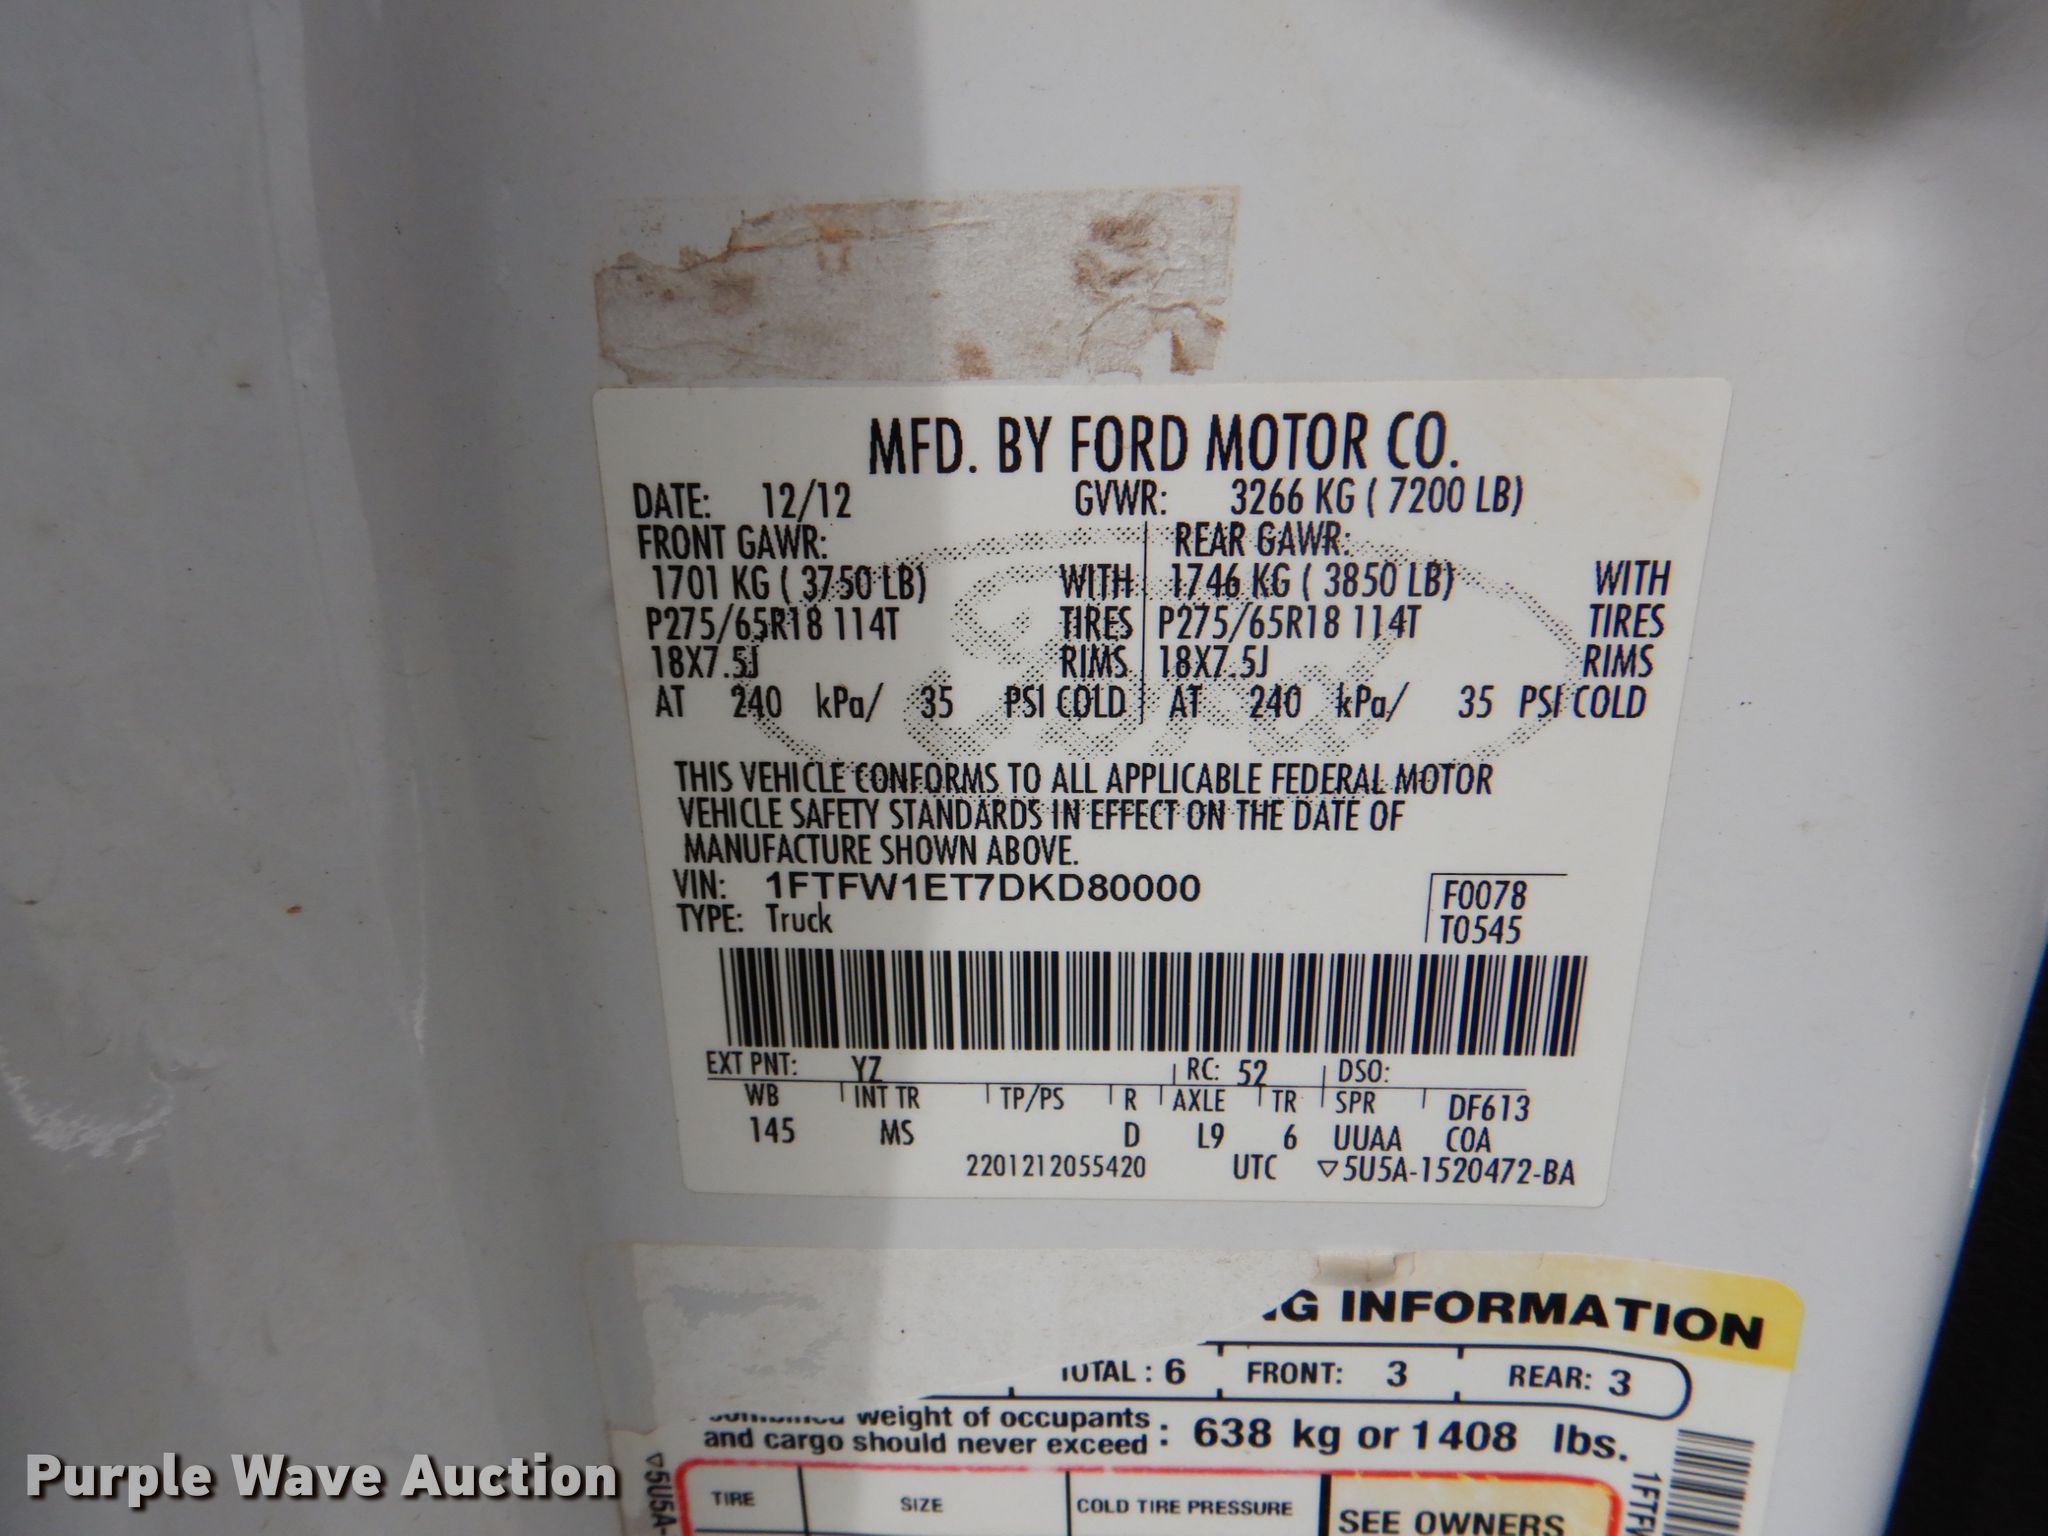 MFD. BY FORD MOTOR CO.
DATE: 12/12 GVWR: 3266 KG ( 7200 LB)
FRONT GAWR: REAR GAWR:
1701 KG ( 3750 LB) WITH 1746 KG ( 3850 LB) WITH
P275/65R18 114T TIRES P275/65R18 114T TIRES
18X7.5J RIMS 18X7.5J RIMS
AT 240 kPa/ 35 PSI COLD AT 240 kPa/ 35 PSI COLD
THIS VEHICLE CONFORMS TO ALL APPLICABLE FEDERAL MOTOR
VEHICLE SAFETY STANDARDS IN EFFECT ON THE DATE OF
MANUFACTURE SHOWN ABOVE.
VIN: 1FTFW1ET7DKD80000 F0078
TYPE: Truck T0545
EXT PNT: YZ RC: 52 DSO:
WB INT TR TP/PS R AXLE TR SPR DF613
145 MS D L9 6 UUAA COA
2201212055420 UTC ▽5U5A-1520472-BA
INFORMATION
TOTAL : 6 FRONT: 3 REAR: 3
weight of occupants
and cargo should never exceed : 638 kg or 1408 lbs.
TIRE SIZE COLD TIRE PRESSURE SEE OWNERS
▽5U5A-
1FTFW
Purple Wave Auction